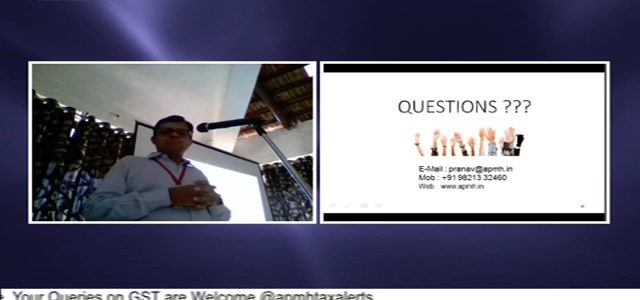 QUESTIONS ???
E-Mail : pranav@apmh.in
Mob : +91 98213 32460
Web : www.apmh.in
Your Queries on GST are Welcome @apmhtaxalerts